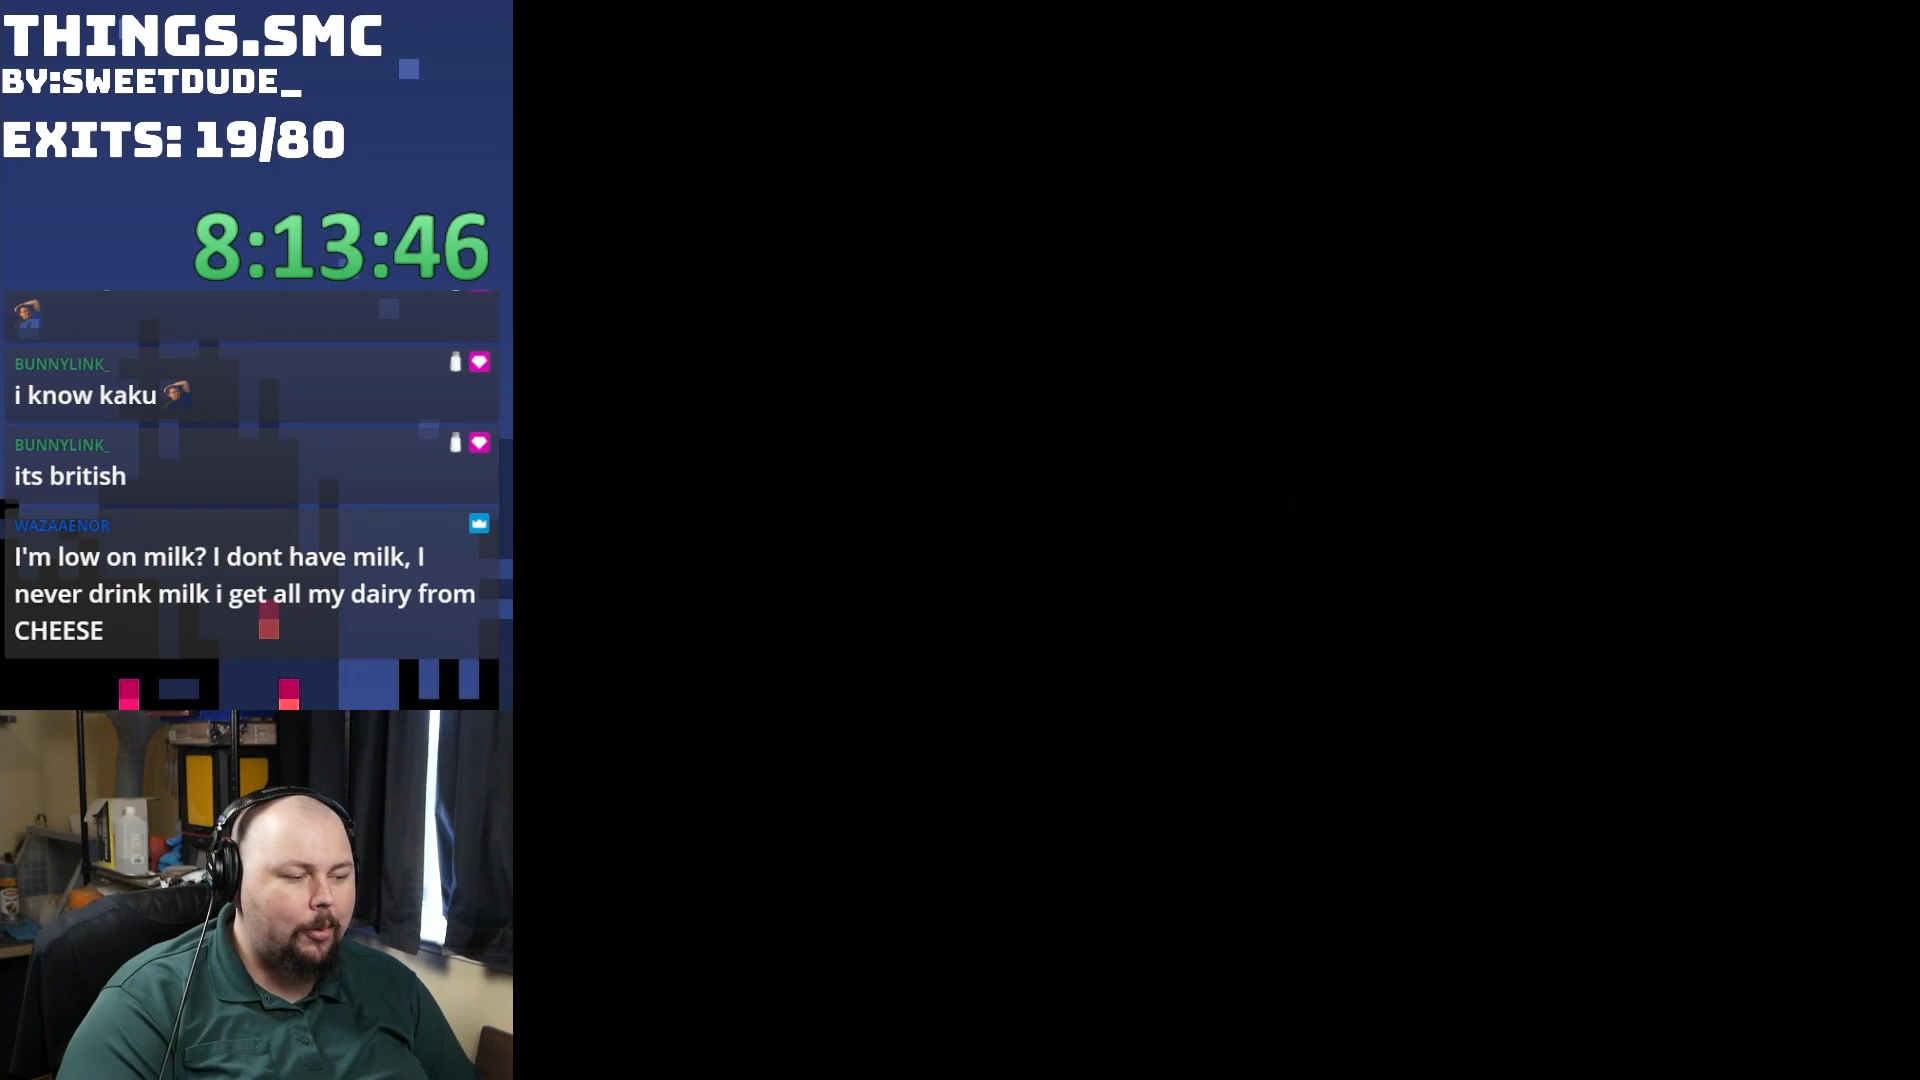 THINGS.SMC
BY:SWEETDUDE_
EXITS: 19/80
8:13:46
BUNNYLINK_
i know kaku
BUNNYLINK_
its british
WAZAAENOR
I'm low on milk? I dont have milk, I
never drink milk i get all my dairy from
CHEESE